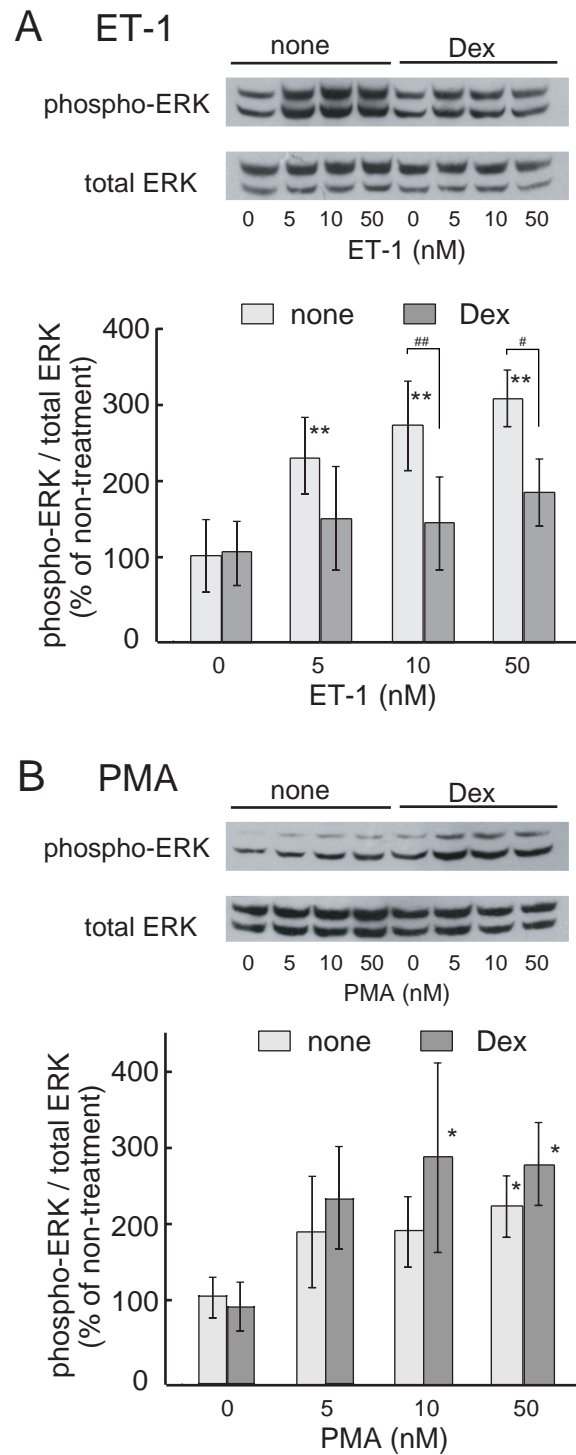 A ET-1
none Dex
phospho-ERK
total ERK
0 5 10 50 0 5 10 50
ET-1 (nM)
none Dex
phospho-ERK / total ERK
(% of non-treatment)
400
300
200
100
0
** ** **
## #
0 5 10 50
ET-1 (nM)
B PMA
none Dex
phospho-ERK
total ERK
0 5 10 50 0 5 10 50
PMA (nM)
none Dex
phospho-ERK / total ERK
(% of non-treatment)
400
300
200
100
0
* * *
0 5 10 50
PMA (nM)